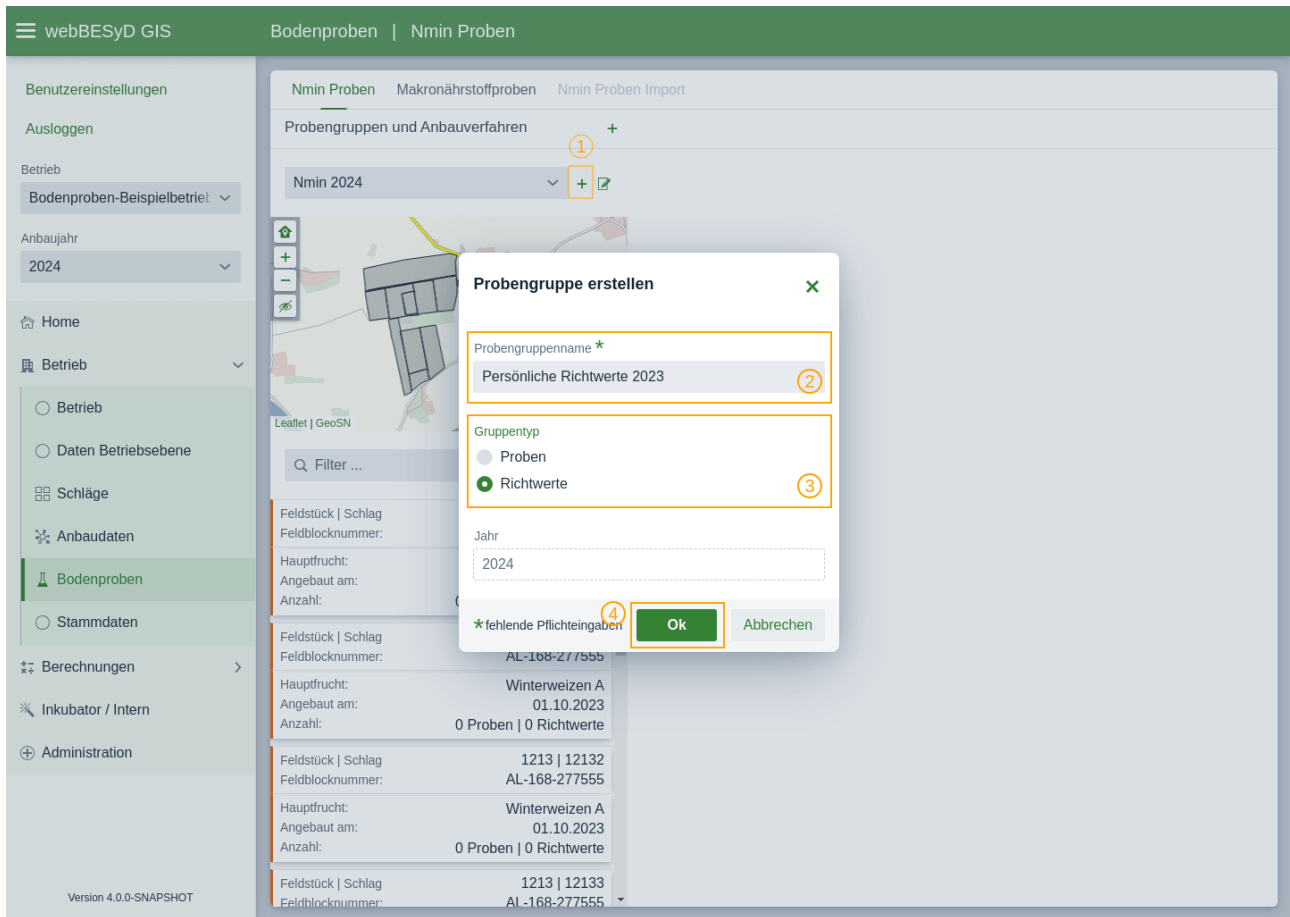 webBESyD GIS
Bodenproben | Nmin Proben
Benutzereinstellungen
Ausloggen
Betrieb
Bodenproben-Beispielbetrieb
Anbaujahr
2024
Home
Betrieb
Betrieb
Daten Betriebsebene
Schläge
Anbaudaten
Bodenproben
Stammdaten
Berechnungen
Inkubator / Intern
Administration
Version 4.0.0-SNAPSHOT
Nmin Proben Makronährstoffproben Nmin Proben Import
Probengruppen und Anbauverfahren +
1
Nmin 2024 +
+
−
Leaflet | GeoSN
Filter ...
Feldstück | Schlag
Feldblocknummer:
Hauptfrucht:
Angebaut am:
Anzahl:
Feldstück | Schlag
Feldblocknummer: AL-168-277555
Hauptfrucht: Winterweizen A
Angebaut am: 01.10.2023
Anzahl: 0 Proben | 0 Richtwerte
Feldstück | Schlag 1213 | 12132
Feldblocknummer: AL-168-277555
Hauptfrucht: Winterweizen A
Angebaut am: 01.10.2023
Anzahl: 0 Proben | 0 Richtwerte
Feldstück | Schlag 1213 | 12133
Feldblocknummer: AL-168-277555
Probengruppe erstellen
Probengruppenname *
Persönliche Richtwerte 2023
2
Gruppentyp
Proben
Richtwerte
3
Jahr
2024
4
* fehlende Pflichteingaben Ok Abbrechen